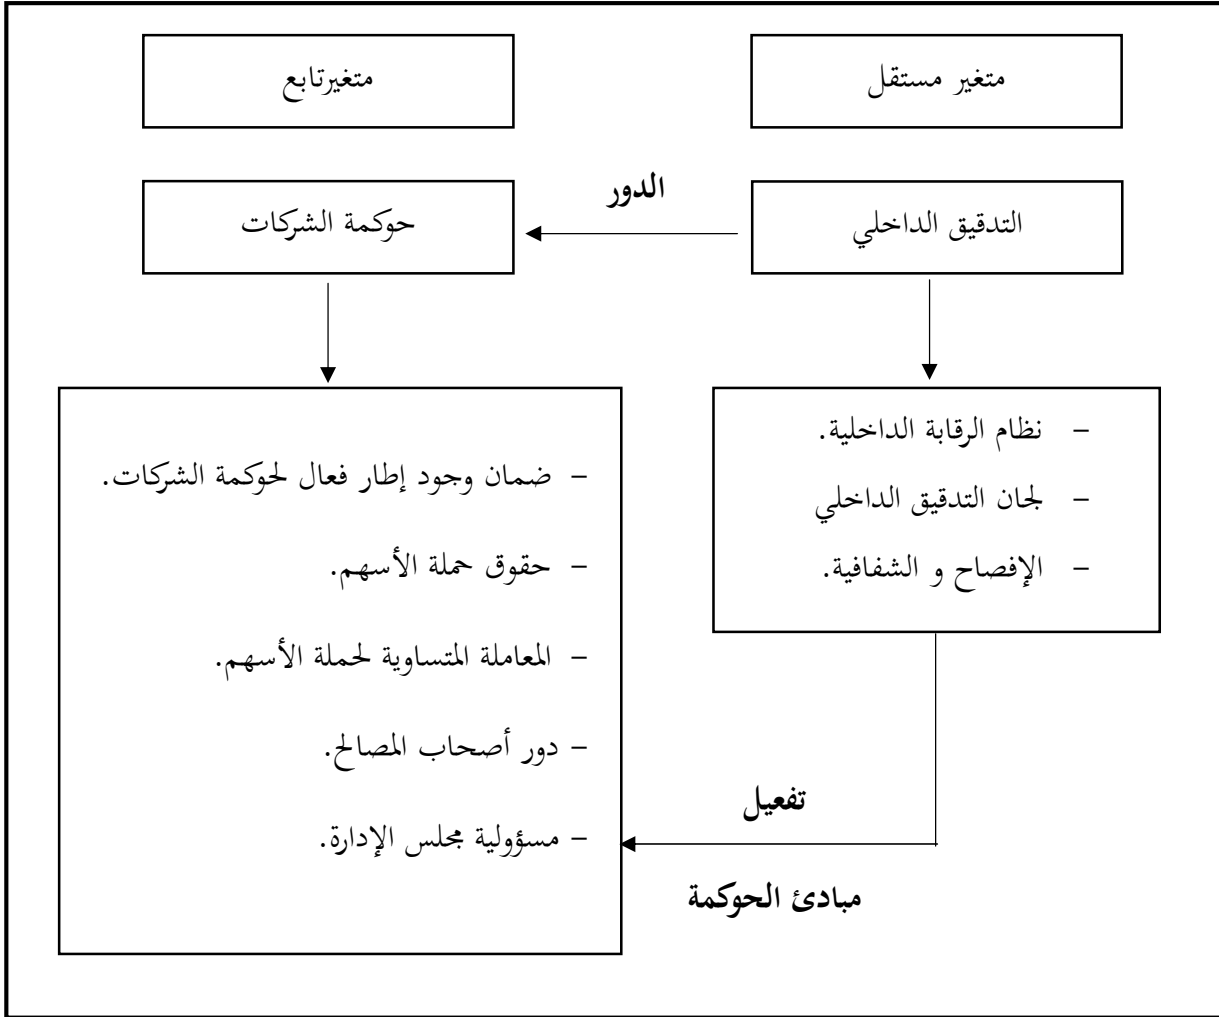 متغير مستقل
متغيرتابع
الدور
التدقيق الداخلي
حوكمة الشركات
– نظام الرقابة الداخلية.
– لجان التدقيق الداخلي
– الإفصاح و الشفافية.
– ضمان وجود إطار فعال لحوكمة الشركات.
– حقوق حملة الأسهم.
– المعاملة المتساوية لحملة الأسهم.
– دور أصحاب المصالح.
– مسؤولية مجلس الإدارة.
تفعيل
مبادئ الحوكمة